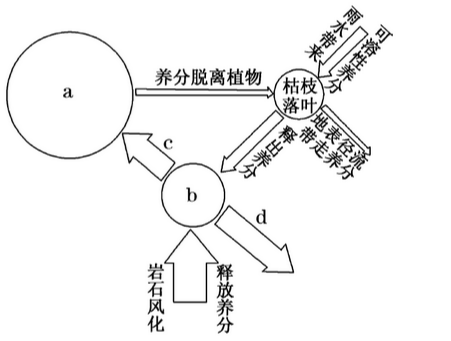 雨水带来
可溶性养分
a
养分脱离植物
枯枝
落叶
地表径流
带走养分
释出养分
c
b
d
岩石风化
释放养分